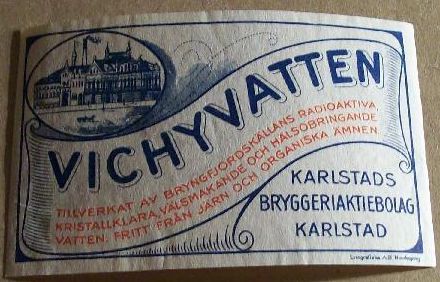 VICHYVATTEN
TILLVERKAT AV BRYNGFJORDSKÄLLANS RADIOAKTIVA
KRISTALLKLARA, VÄLSMAKANDE OCH HÄLSOBRINGANDE
VATTEN. FRITT FRÅN JÄRN OCH ORGANISKA ÄMNEN.
KARLSTADS
BRYGGERIAKTIEBOLAG
KARLSTAD